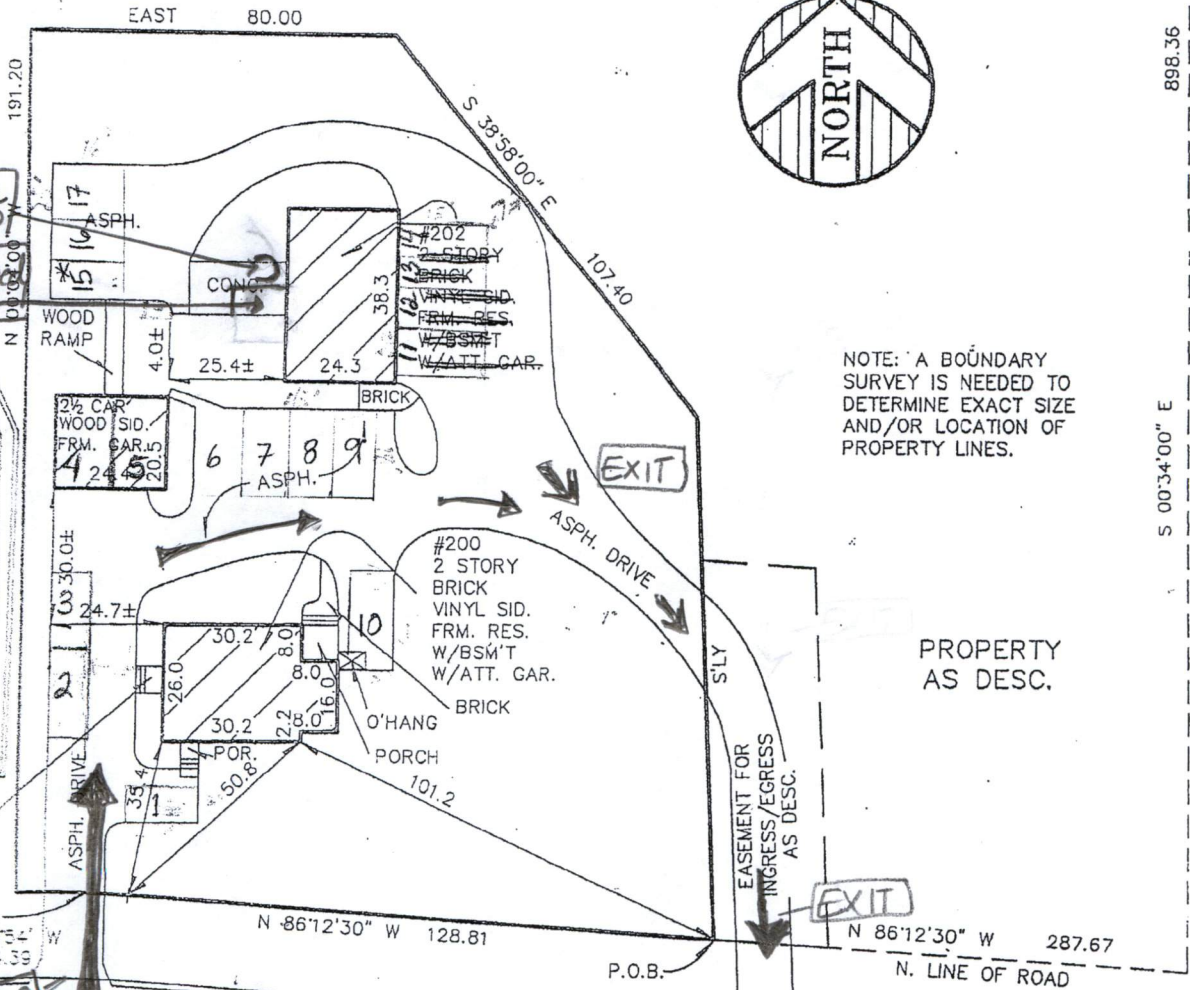 EAST 80.00
191.20
898.36
NORTH
S 38°58'00" E
107.40
17
16
*15
ASPH.
14
13
12
11
#202
2 STORY
BRICK
VINYL SID.
FRM. RES.
W/BSM'T
W/ATT. GAR.
CONC.
38.3
N 00°04'00" W
WOOD
RAMP
4.0±
25.4±
24.3
BRICK
NOTE: A BOUNDARY
SURVEY IS NEEDED TO
DETERMINE EXACT SIZE
AND/OR LOCATION OF
PROPERTY LINES.
S 00°34'00" E
2½ CAR
WOOD SID.
FRM. GAR.
4 5
20.5
6 7 8 9
ASPH.
EXIT
ASPH. DRIVE
#200
2 STORY
BRICK
VINYL SID.
FRM. RES.
W/BSM'T
W/ATT. GAR.
30.0±
3
24.7±
2
30.2
8.0
10
26.0
8.0
16.0
30.2
2.2
8.0
O'HANG
BRICK
PORCH
POR.
S'LY
PROPERTY
AS DESC.
ASPH. DRIVE
35.4
1
50.8
101.2
EASEMENT FOR
INGRESS/EGRESS
AS DESC.
EXIT
N 86°12'30" W 128.81
N 86°12'30" W 287.67
P.O.B.
N. LINE OF ROAD
54' W
.39